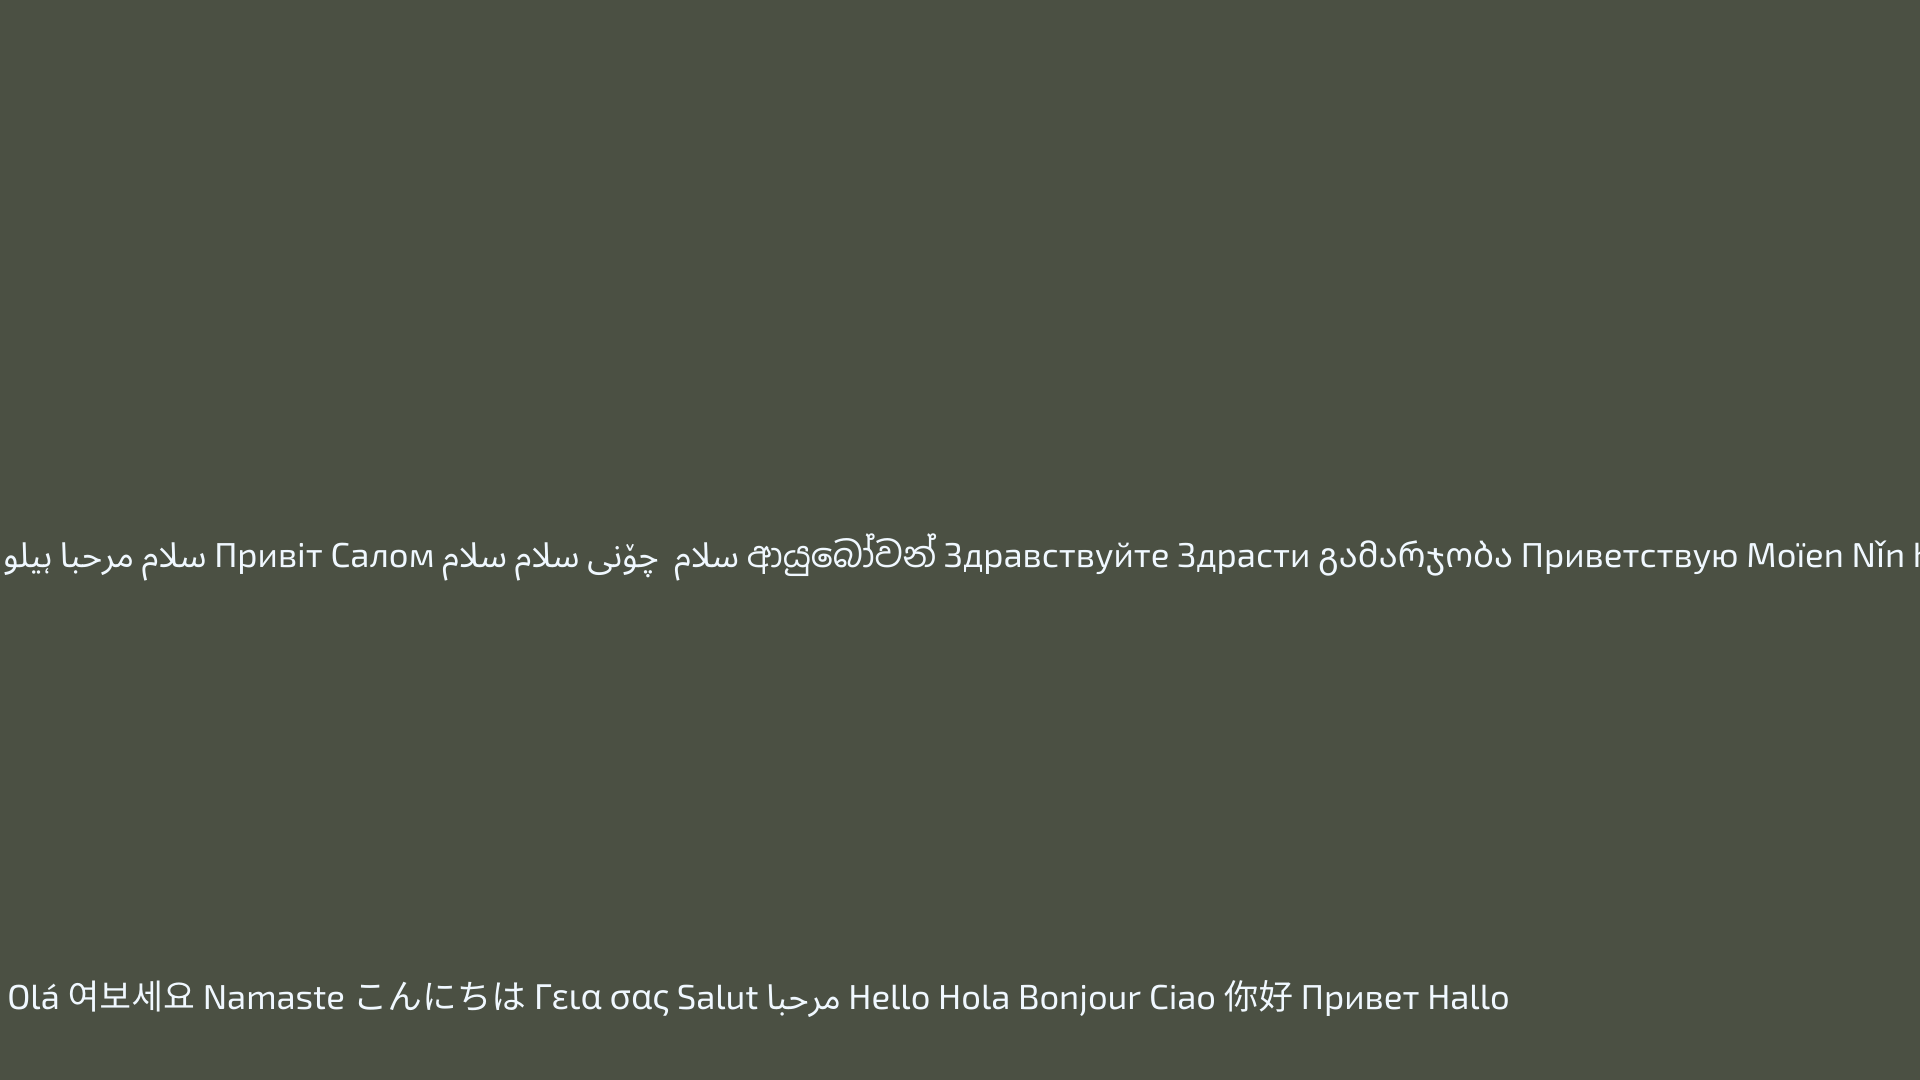 سلام مرحبا ہیلو Привіт Салом سلام  چۆنی سلام سلام ආයුබෝවන් Здравствуйте Здрасти გამარჯობა Приветствую Moïen Nǐn
Olá 여보세요 Namaste こんにちは Γεια σας Salut مرحبا Hello Hola Bonjour Ciao 你好 Привет Hallo